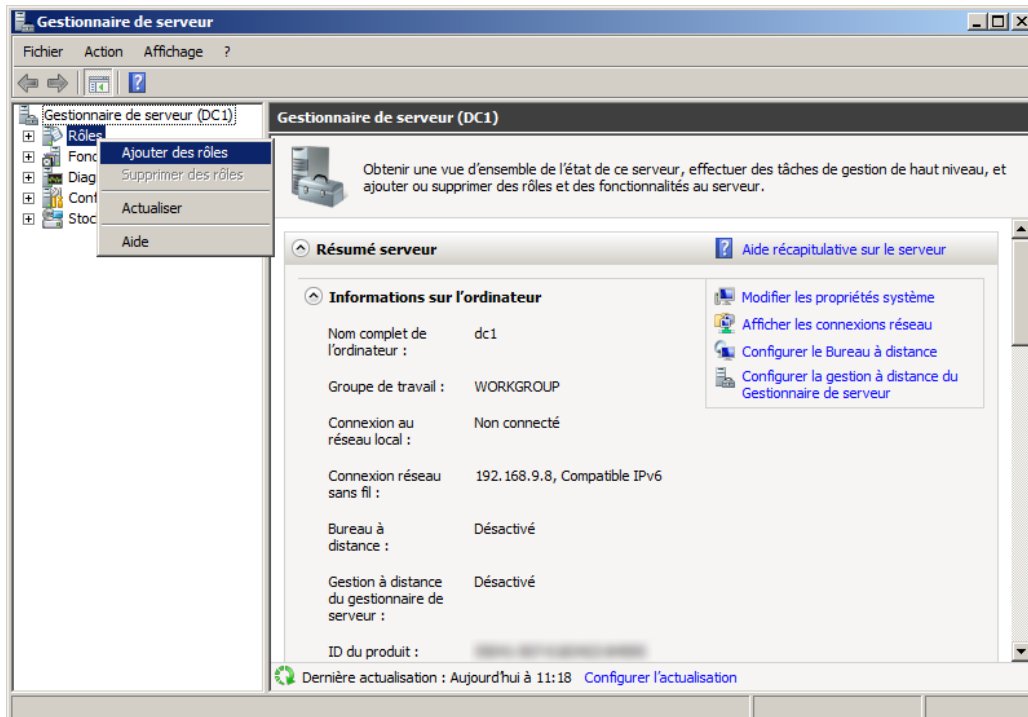 Gestionnaire de serveur
Fichier Action Affichage ?
Gestionnaire de serveur (DC1)
Rôles
Ajouter des rôles
Supprimer des rôles
Actualiser
Aide
Gestionnaire de serveur (DC1)
Obtenir une vue d'ensemble de l'état de ce serveur, effectuer des tâches de gestion de haut niveau, et
ajouter ou supprimer des rôles et des fonctionnalités au serveur.
Résumé serveur
Aide récapitulative sur le serveur
Informations sur l'ordinateur
Nom complet de
l'ordinateur :
dc1
Groupe de travail :
WORKGROUP
Connexion au
réseau local :
Non connecté
Connexion réseau
sans fil :
192.168.9.8, Compatible IPv6
Bureau à
distance :
Désactivé
Gestion à distance
du gestionnaire de
serveur :
Désactivé
ID du produit :
Modifier les propriétés système
Afficher les connexions réseau
Configurer le Bureau à distance
Configurer la gestion à distance du
Gestionnaire de serveur
Dernière actualisation : Aujourd'hui à 11:18 Configurer l'actualisation